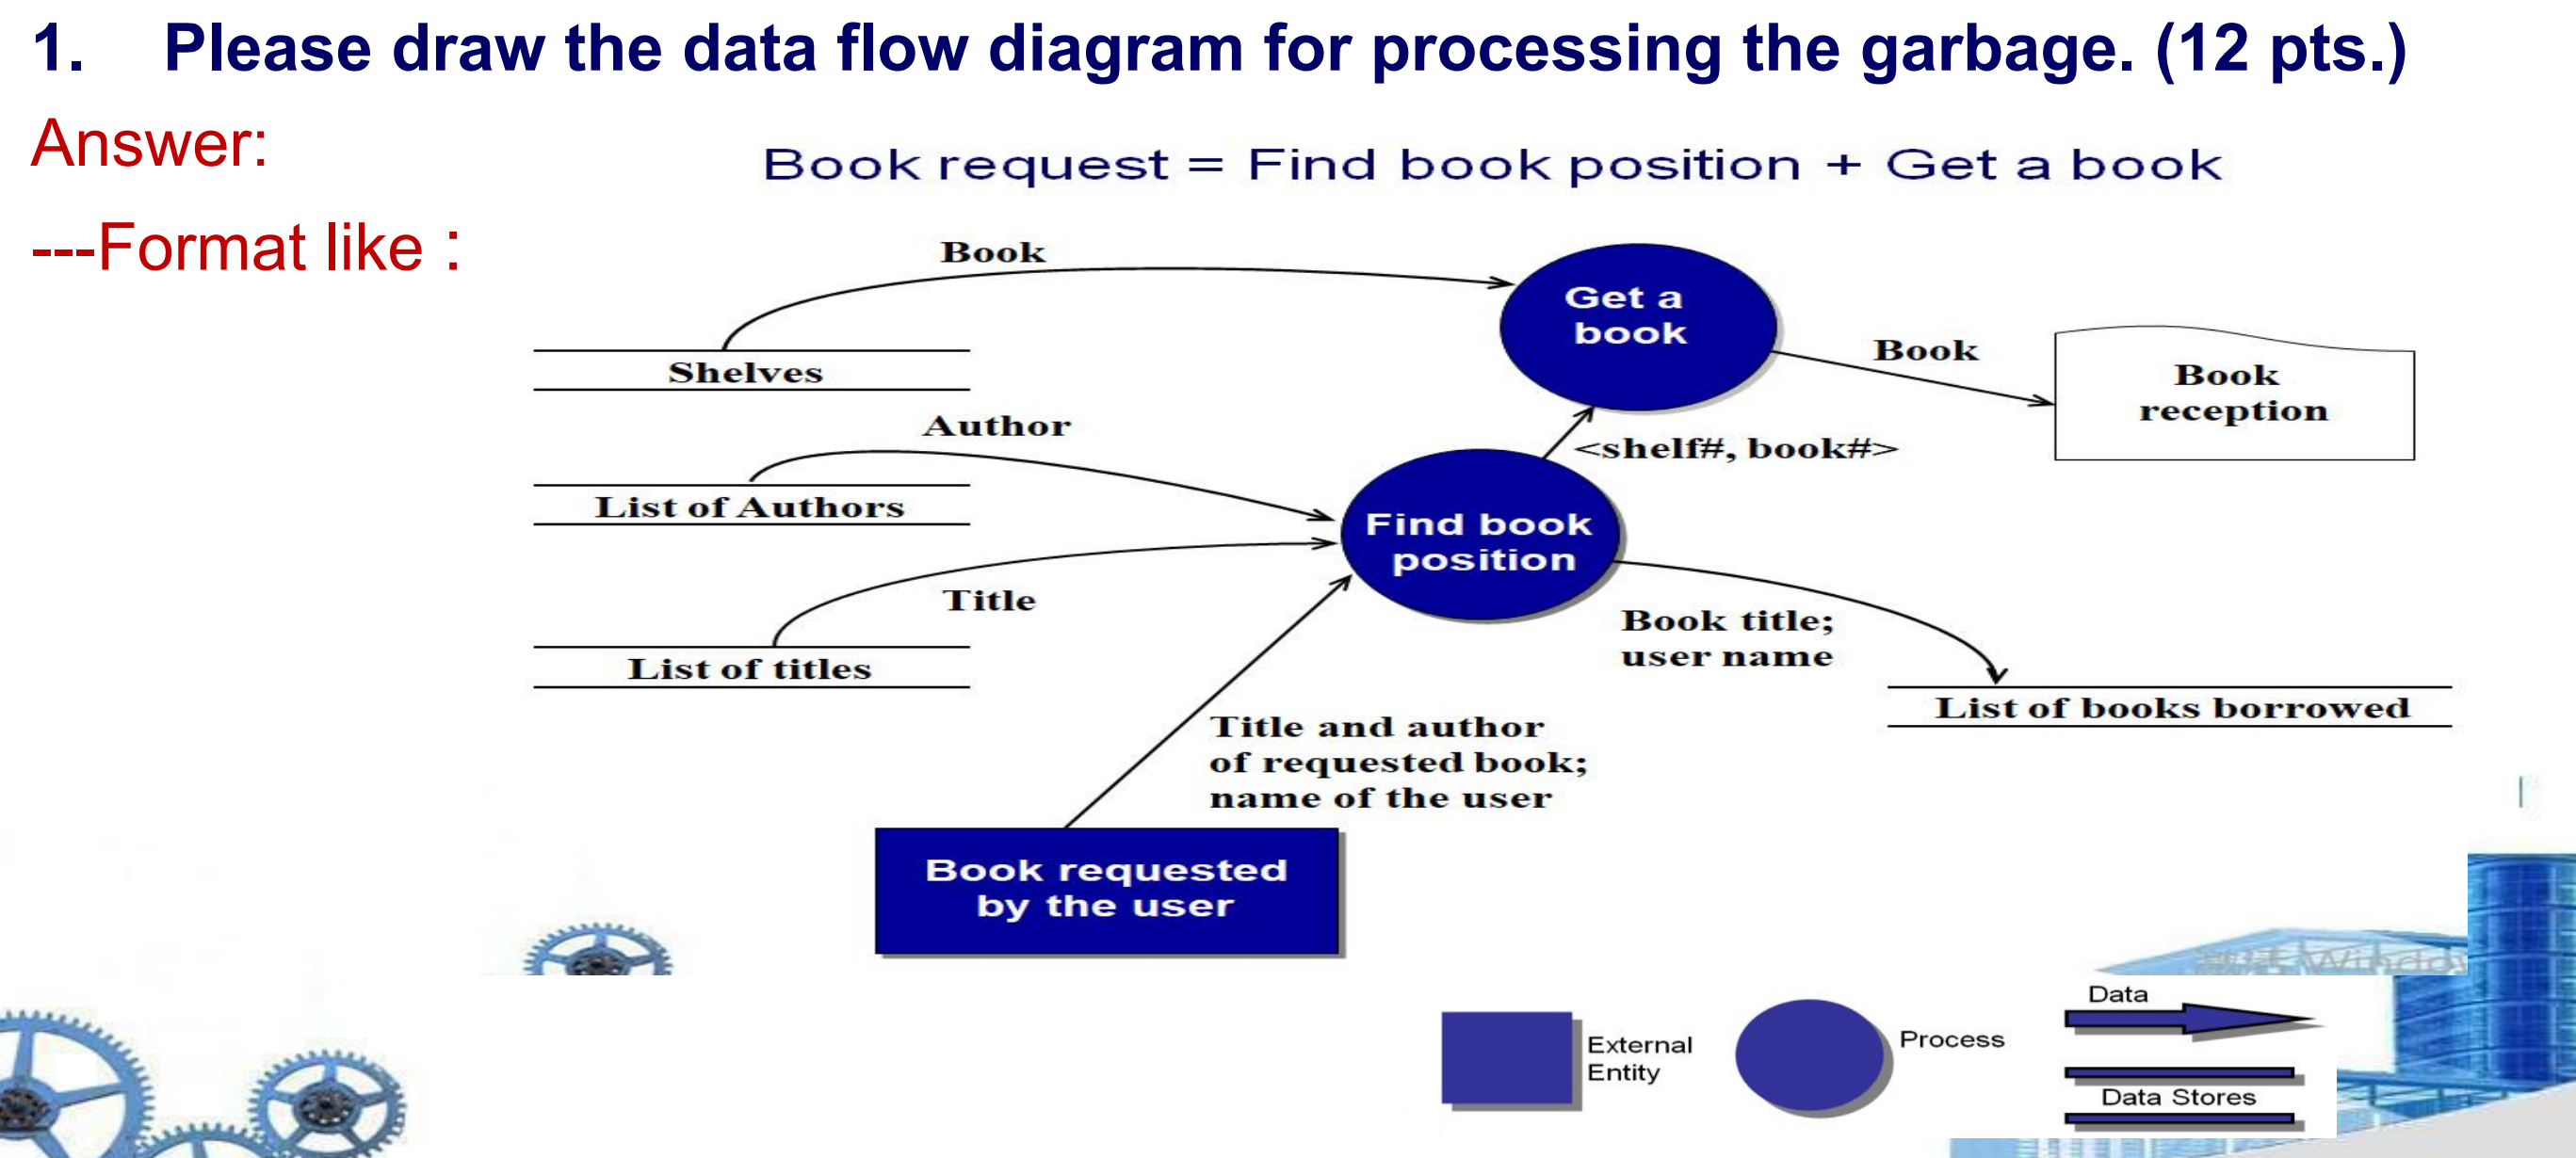 1. Please draw the data flow diagram for processing the garbage. (12 pts.)
Answer:
Book request = Find book position + Get a book
---Format like :
Book
Get a
book
Shelves
Book
Book
reception
Author
<shelf#, book#>
List of Authors
Find book
position
Title
Book title;
user name
List of titles
List of books borrowed
Title and author
of requested book;
name of the user
Book requested
by the user
Data
External
Entity
Process
Data Stores